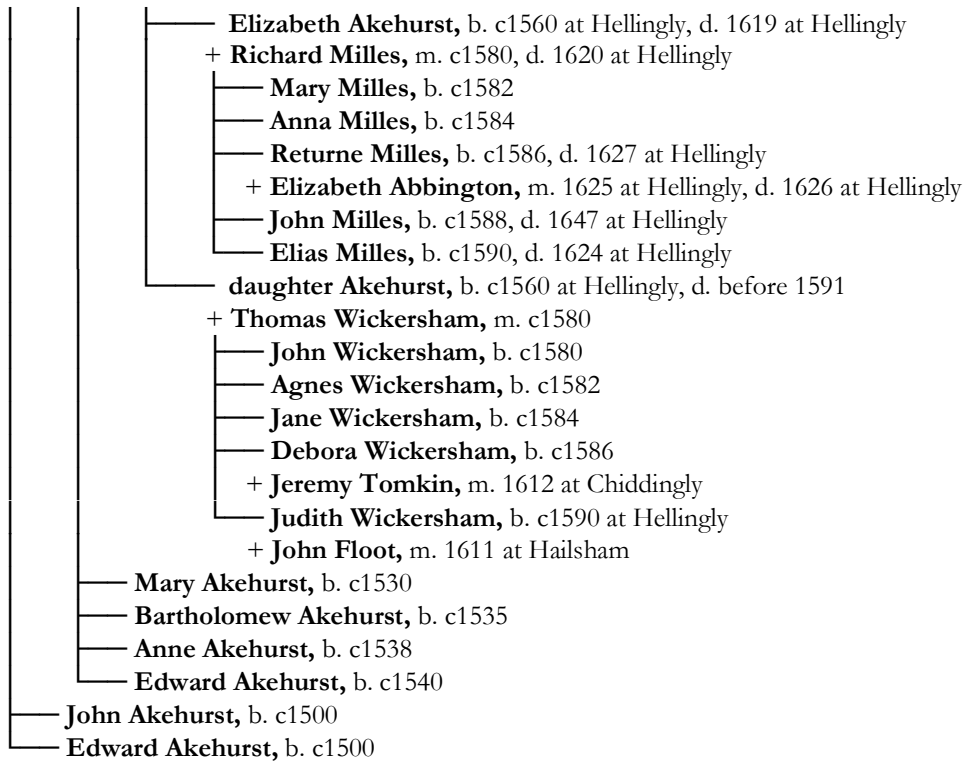 Elizabeth Akehurst, b. c1560 at Hellingly, d. 1619 at Hellingly
+ Richard Milles, m. c1580, d. 1620 at Hellingly
Mary Milles, b. c1582
Anna Milles, b. c1584
Returne Milles, b. c1586, d. 1627 at Hellingly
+ Elizabeth Abbington, m. 1625 at Hellingly, d. 1626 at Hellingly
John Milles, b. c1588, d. 1647 at Hellingly
Elias Milles, b. c1590, d. 1624 at Hellingly
daughter Akehurst, b. c1560 at Hellingly, d. before 1591
+ Thomas Wickersham, m. c1580
John Wickersham, b. c1580
Agnes Wickersham, b. c1582
Jane Wickersham, b. c1584
Debora Wickersham, b. c1586
+ Jeremy Tomkin, m. 1612 at Chiddingly
Judith Wickersham, b. c1590 at Hellingly
+ John Floot, m. 1611 at Hailsham
Mary Akehurst, b. c1530
Bartholomew Akehurst, b. c1535
Anne Akehurst, b. c1538
Edward Akehurst, b. c1540
John Akehurst, b. c1500
Edward Akehurst, b. c1500